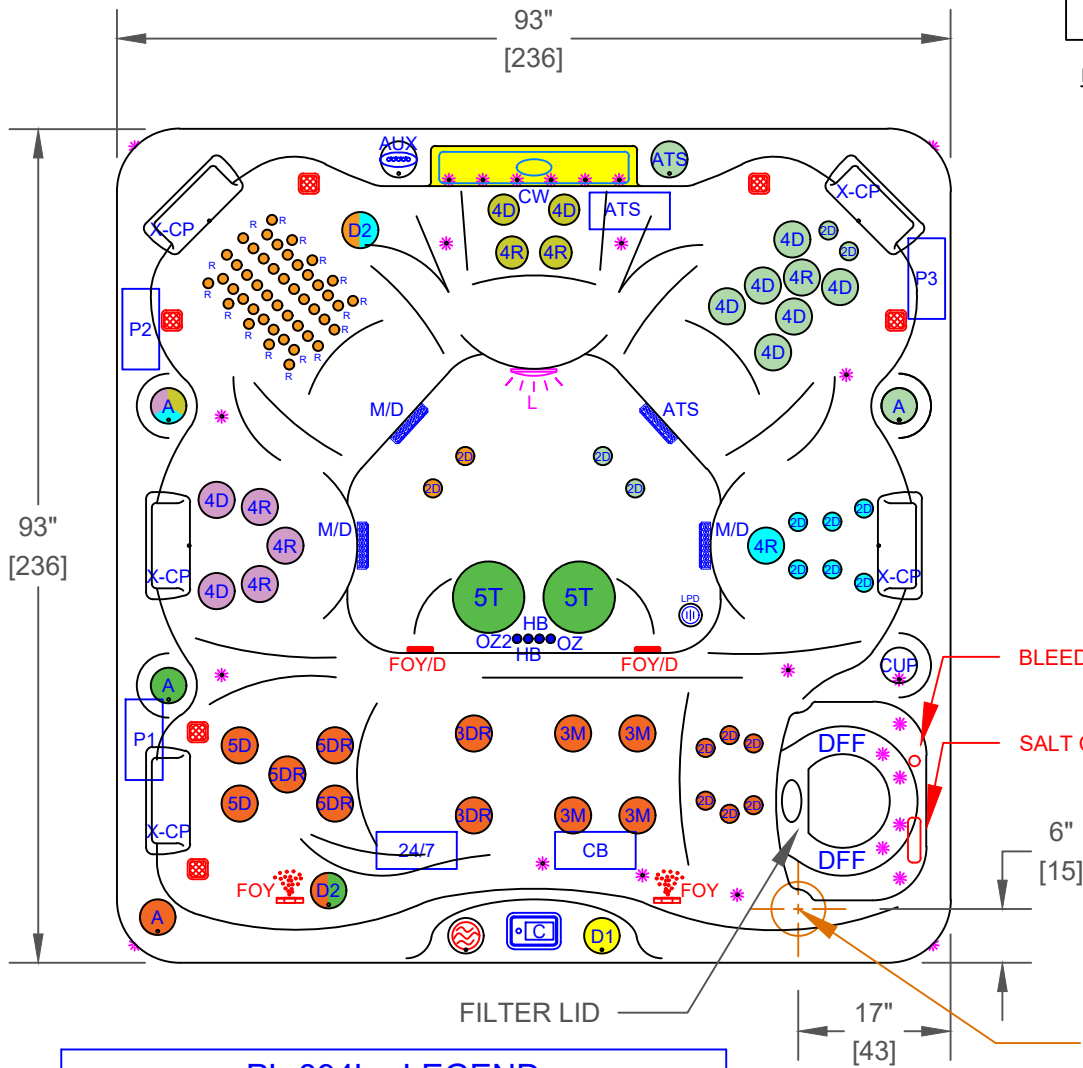 93"
[236]
AUX
ATS
X-CP
CW
4D
4D
ATS
X-CP
R R R R R R R R R R R R R R R R
D2
4R
4R
4D
2D
2D
P3
4D
4R
4D
4D
4D
4D
P2
L
A
M/D
ATS
A
2D
2D
2D
2D
93"
[236]
4D
4R
4R
4D
4R
X-CP
M/D
M/D
4R
2D
2D
2D
2D
2D
2D
X-CP
5T
5T
LPD
HB
OZ2
OZ
HB
FOY/D
FOY/D
CUP
BLEED
A
P1
5D
5DR
5DR
5D
5DR
3DR
3M
3M
2D
2D
2D
DFF
SALT
3DR
3M
3M
2D
2D
2D
X-CP
24/7
CB
DFF
6"
[15]
FOY
D2
FOY
A
C
D1
FILTER LID
17"
[43]
LEGEND